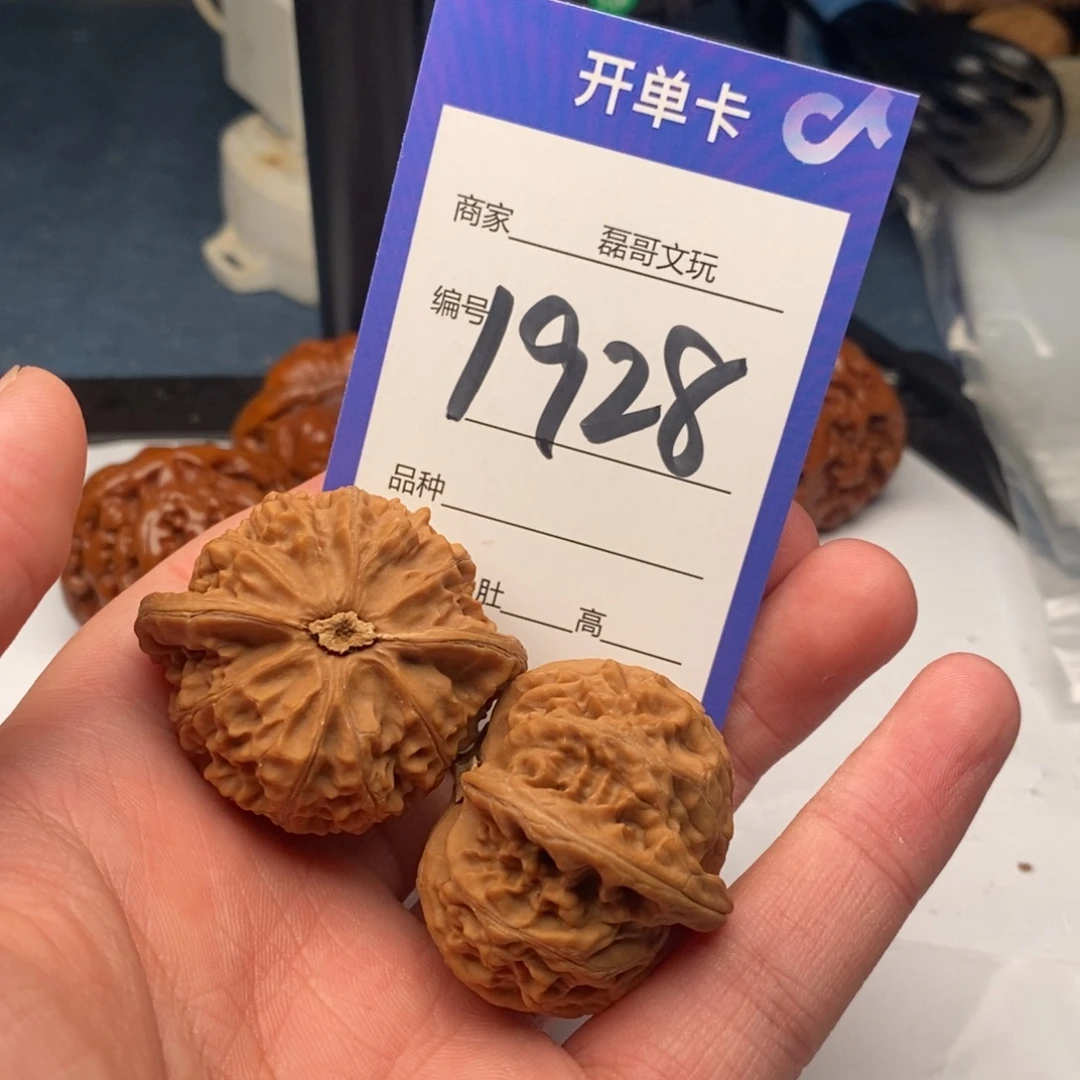 开单卡
商家 磊哥文玩
编号 1928
品种
肚 高